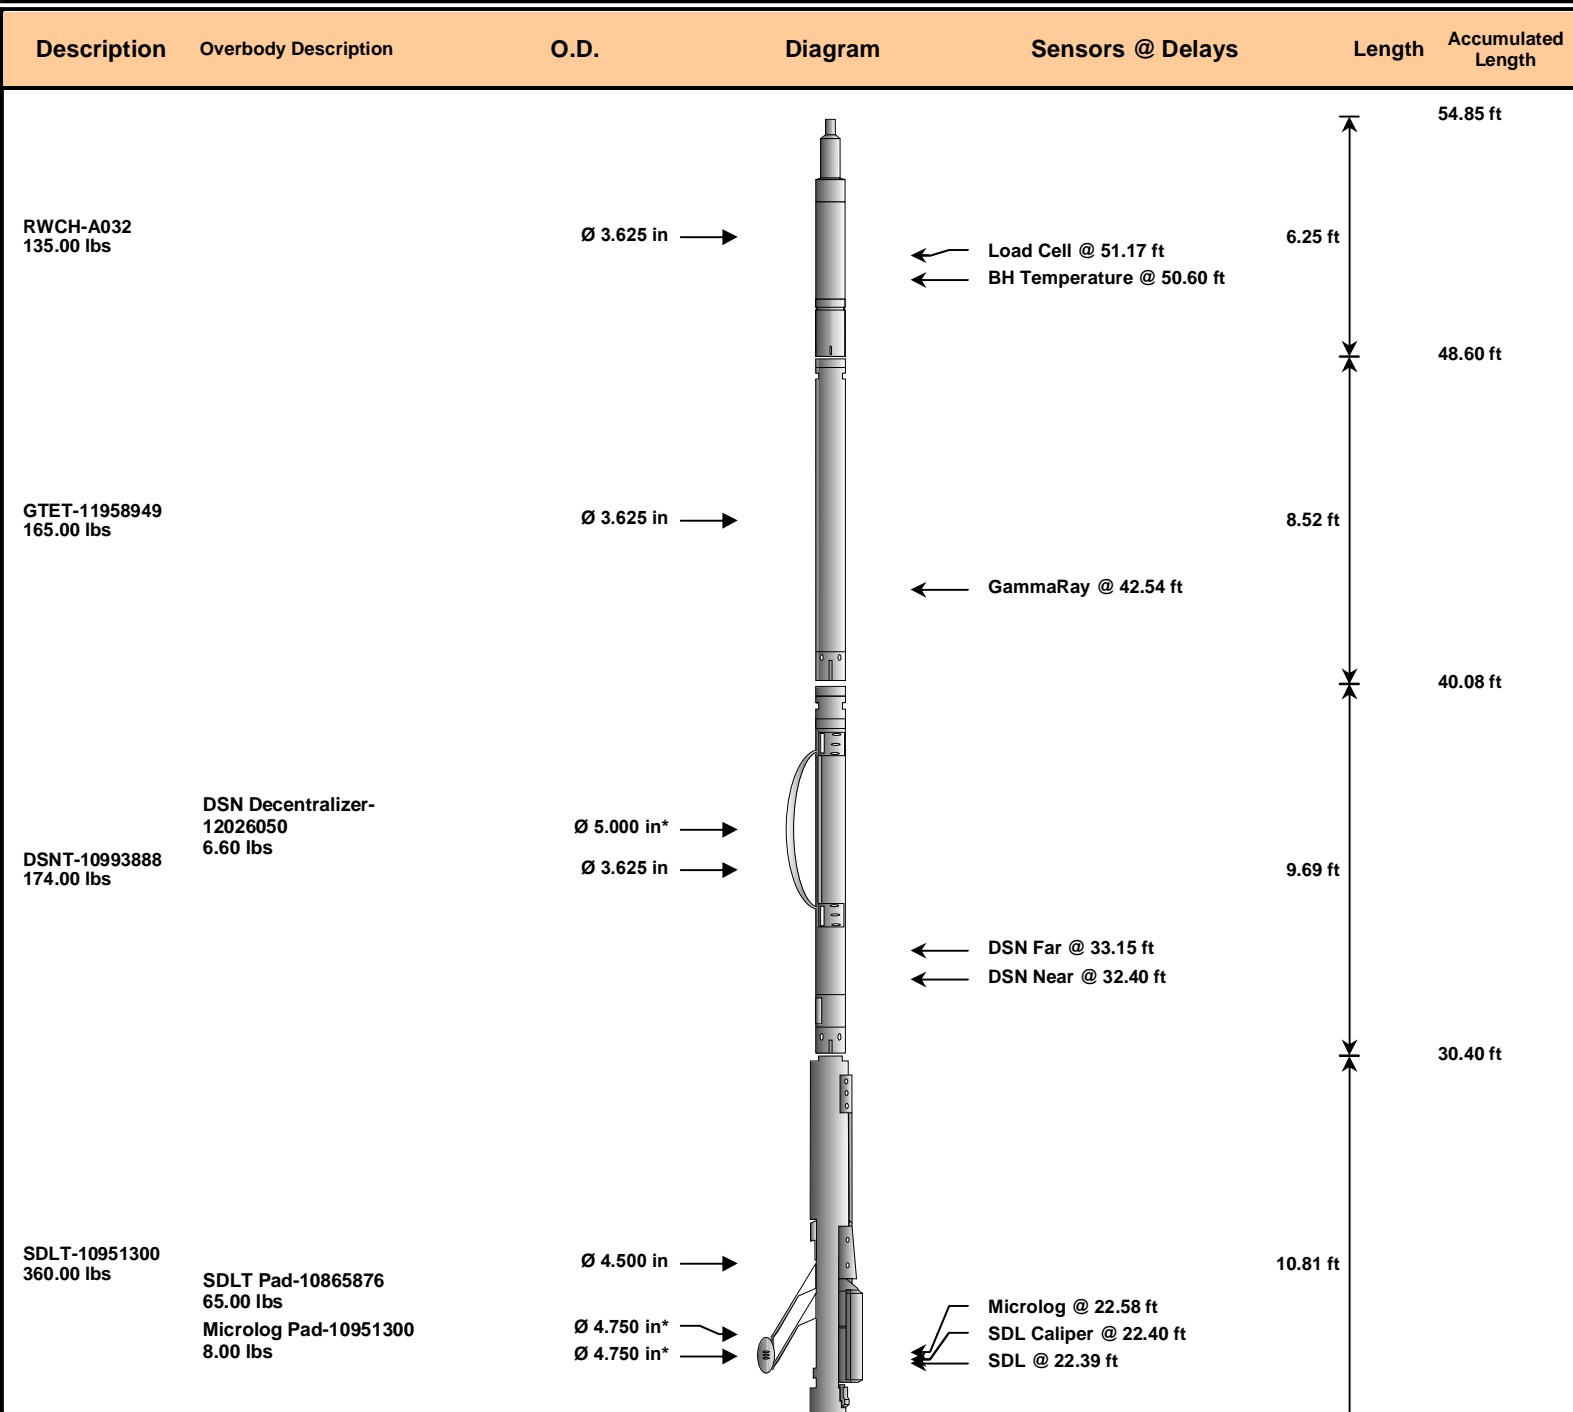 Description Overbody Description O.D. Diagram Sensors @ Delays Length Accumulated Length
54.85 ft
RWCH-A032
135.00 lbs
Ø 3.625 in
Load Cell @ 51.17 ft
BH Temperature @ 50.60 ft
6.25 ft
48.60 ft
GTET-11958949
165.00 lbs
Ø 3.625 in
GammaRay @ 42.54 ft
8.52 ft
40.08 ft
DSNT-10993888
174.00 lbs
DSN Decentralizer-
12026050
6.60 lbs
Ø 5.000 in*
Ø 3.625 in
DSN Far @ 33.15 ft
DSN Near @ 32.40 ft
9.69 ft
30.40 ft
SDLT-10951300
360.00 lbs
SDLT Pad-10865876
65.00 lbs
Microlog Pad-10951300
8.00 lbs
Ø 4.500 in
Ø 4.750 in*
Ø 4.750 in*
Microlog @ 22.58 ft
SDL Caliper @ 22.40 ft
SDL @ 22.39 ft
10.81 ft